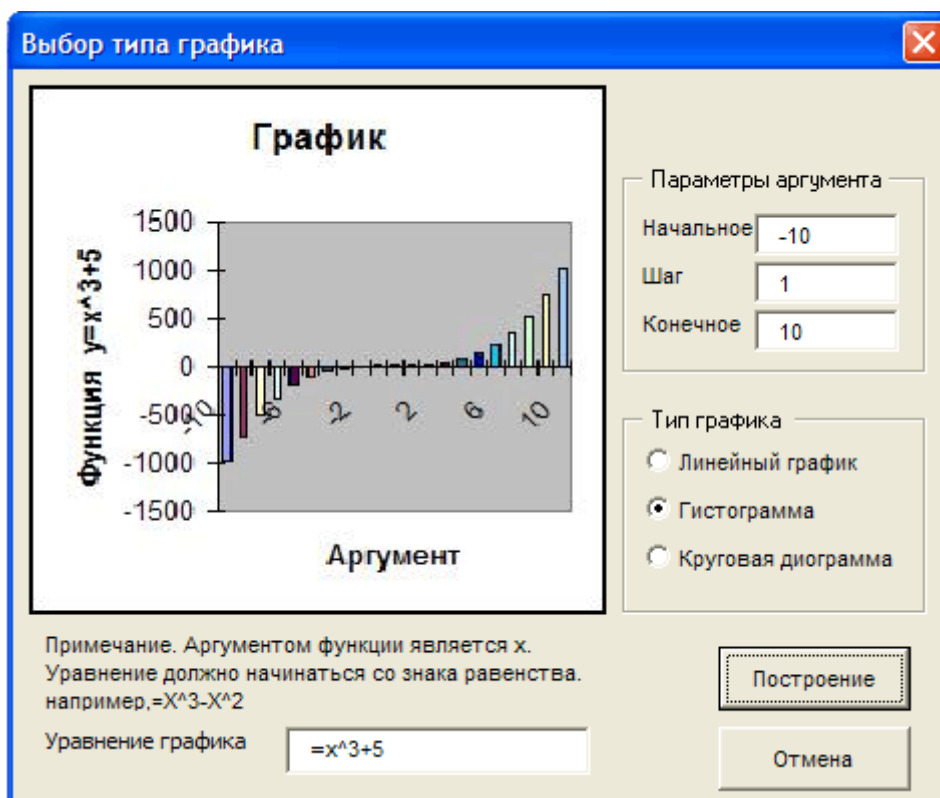 Выбор типа графика
График
Функция y=x^3+5
1500
1000
500
0
-500
-1000
-1500
-10
-6
-2
2
6
10
Аргумент
Параметры аргумента
Начальное -10
Шаг 1
Конечное 10
Тип графика
Линейный график
Гистограмма
Круговая диограмма
Примечание. Аргументом функции является x.
Уравнение должно начинаться со знака равенства.
например,=X^3-X^2
Уравнение графика =x^3+5
Построение
Отмена